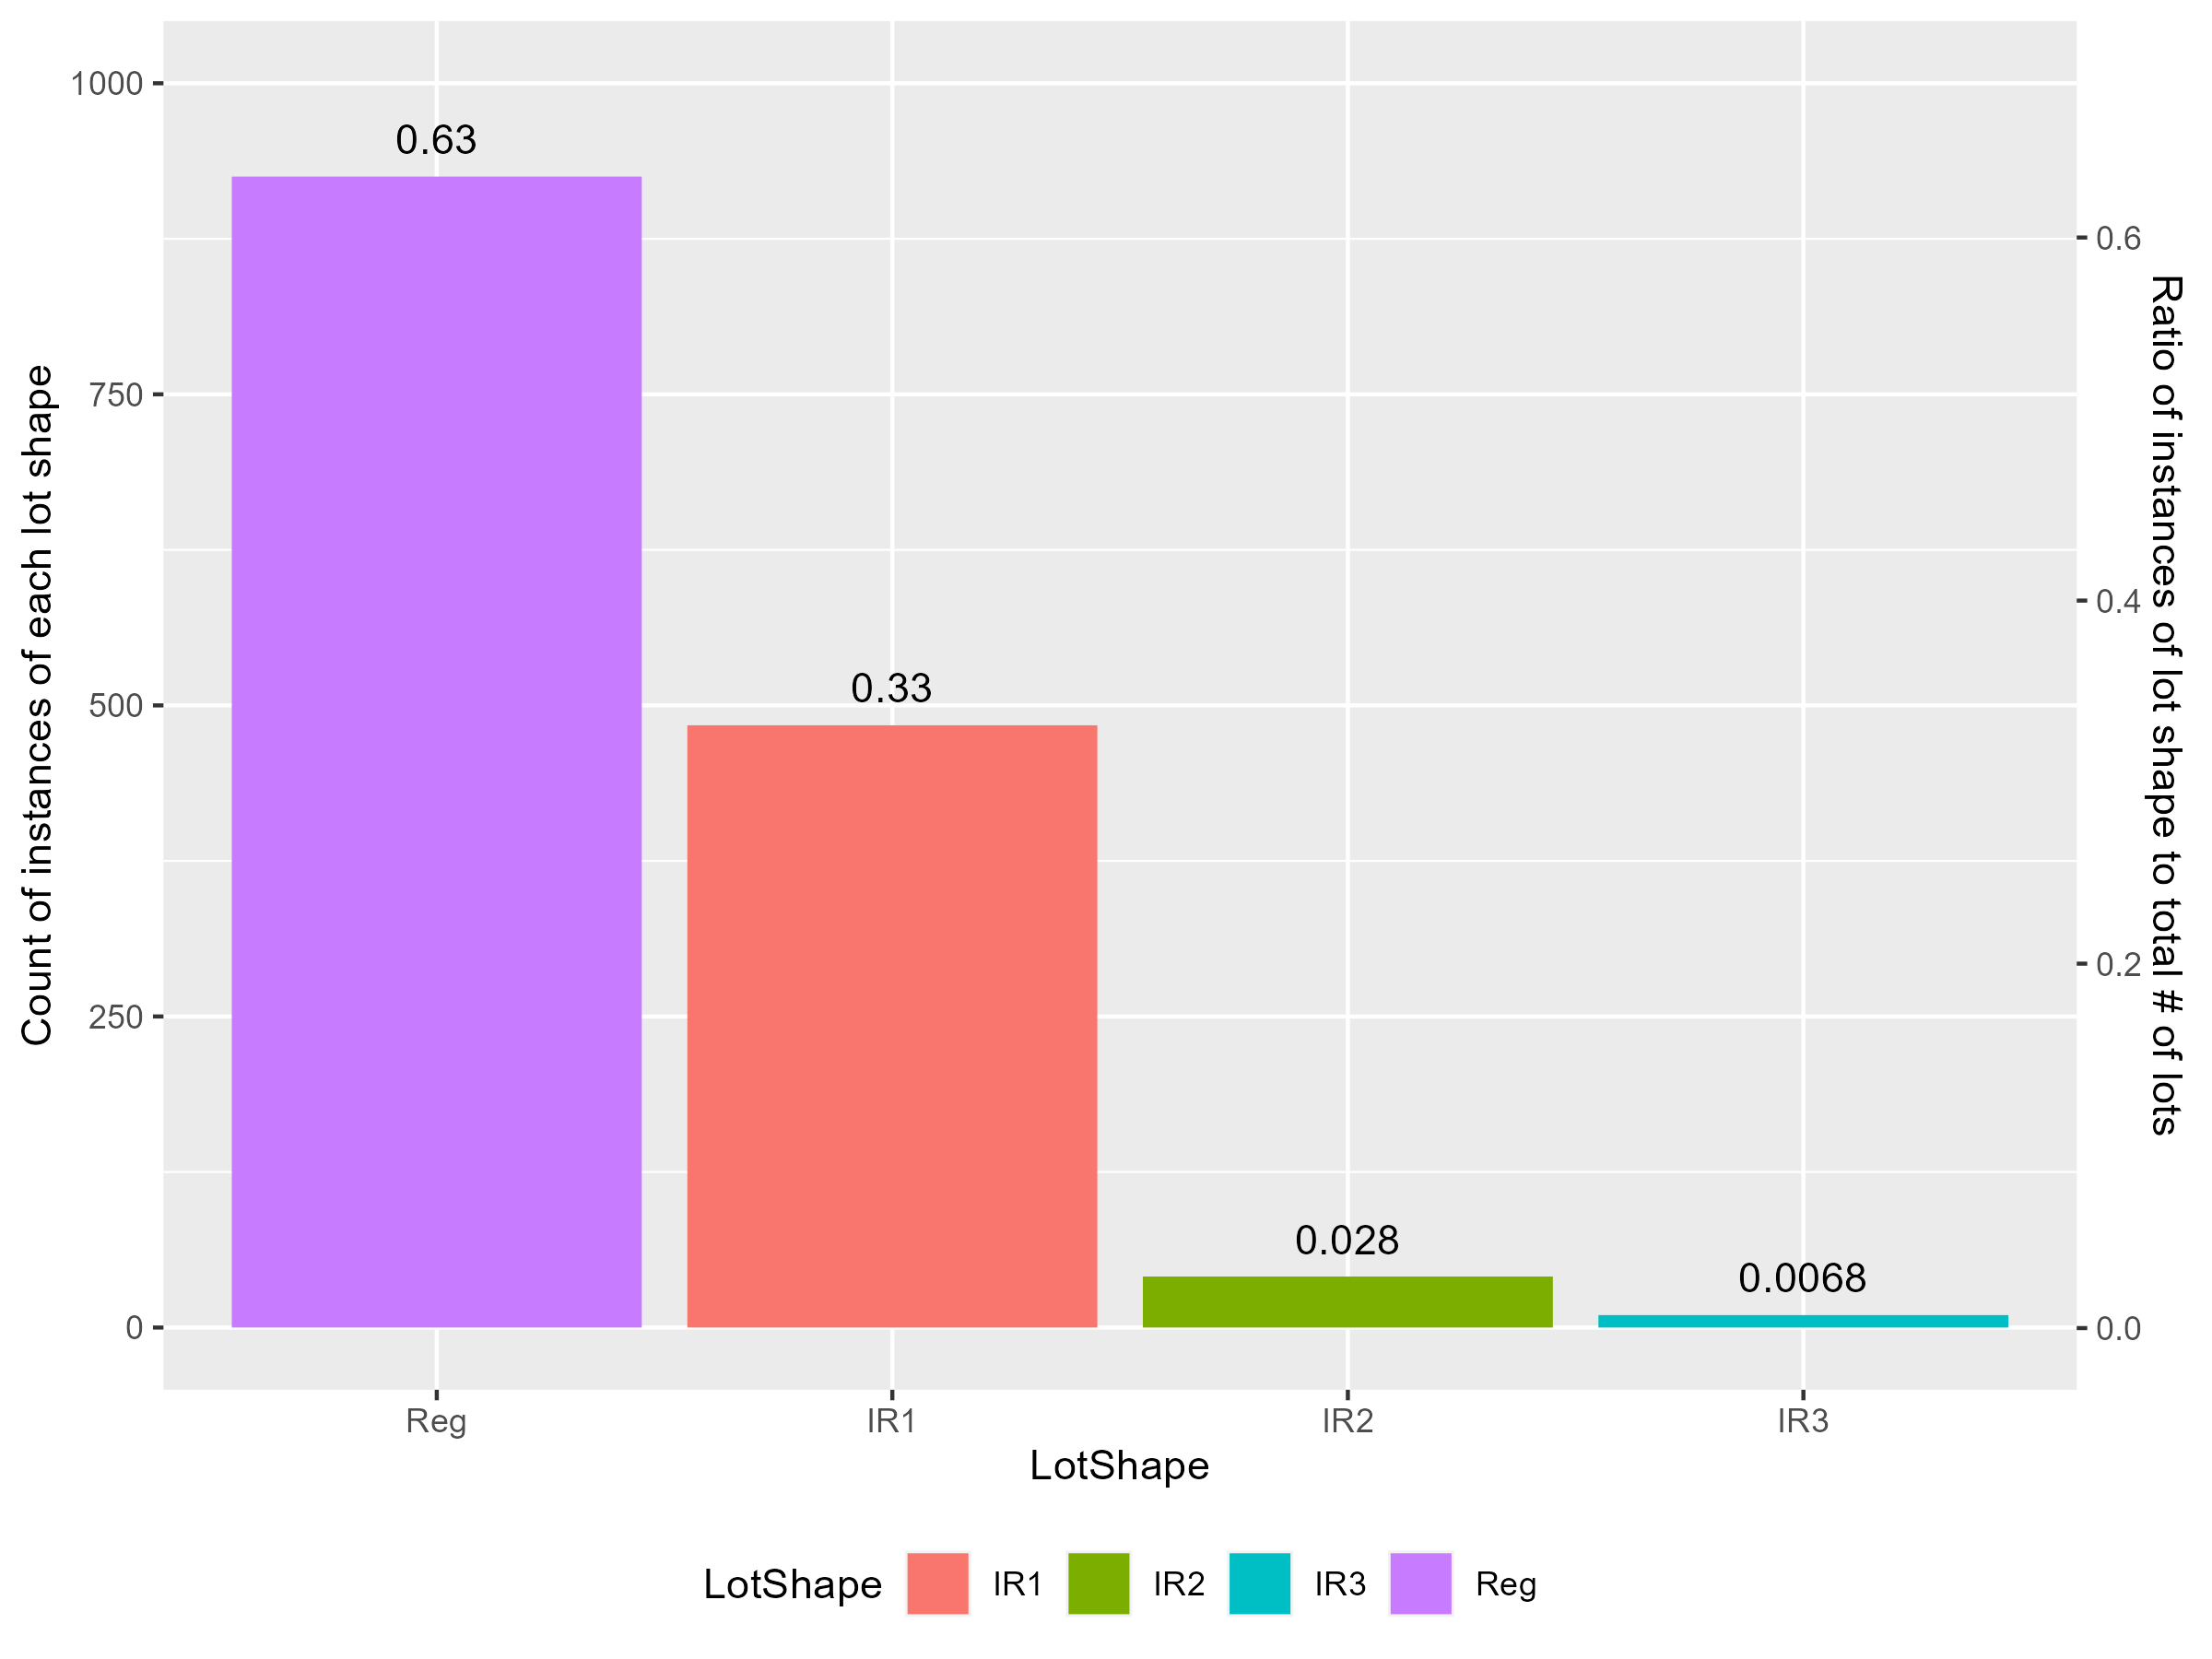 Count of instances of each lot shape
1000
750
500
250
0
0.63
0.33
0.028
0.0068
0.6
0.4
0.2
0.0
Ratio of instances of lot shape to total # of lots
Reg IR1 IR2 IR3
LotShape
LotShape IR1 IR2 IR3 Reg